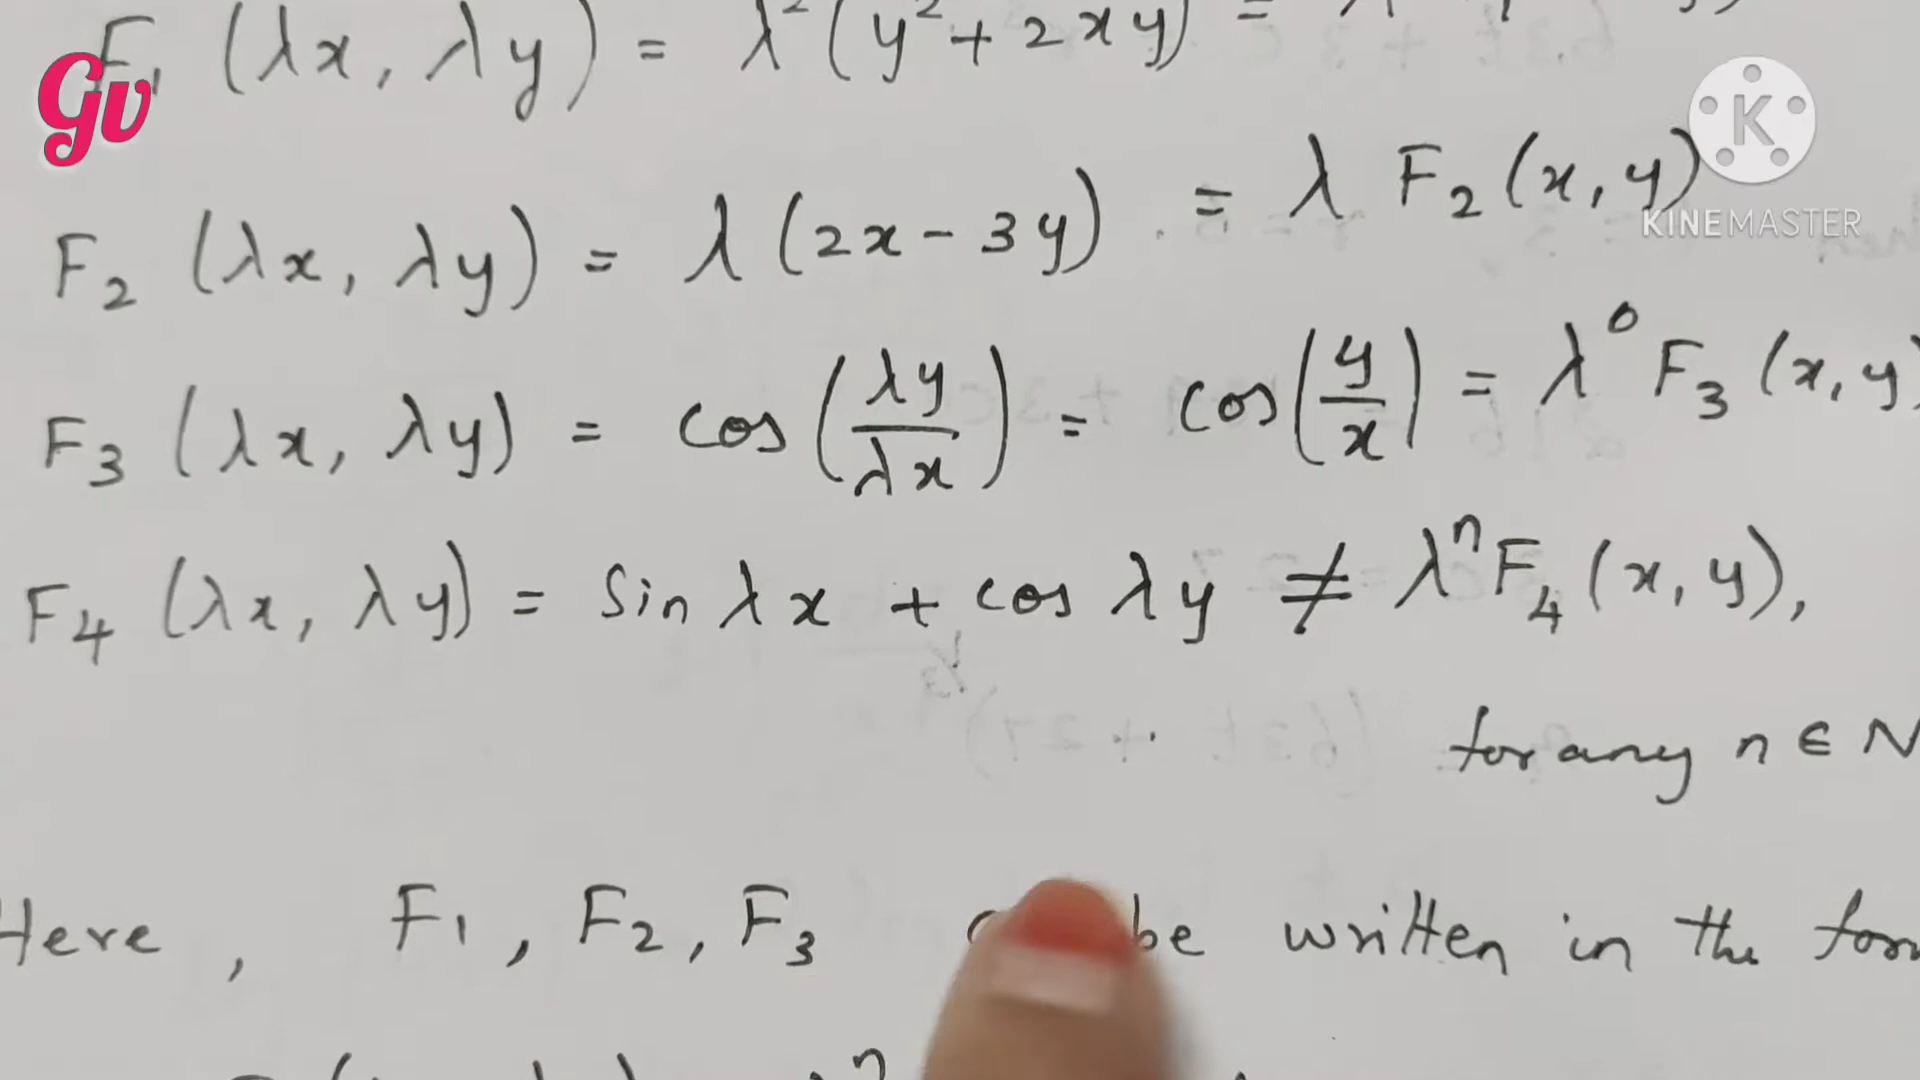 F₁ (λx, λy) = λ² (y² + 2xy) =
Gv
K
KINEMASTER
F₂ (λx, λy) = λ (2x - 3y) = λ F₂ (x, y)
F₃ (λx, λy) = cos (λy/λx) = cos (y/x) = λ⁰ F₃ (x, y)
F₄ (λx, λy) = Sin λx + cos λy ≠ λⁿ F₄ (x, y),
for any n ∈ N
Here, F₁, F₂, F₃ be written in the form